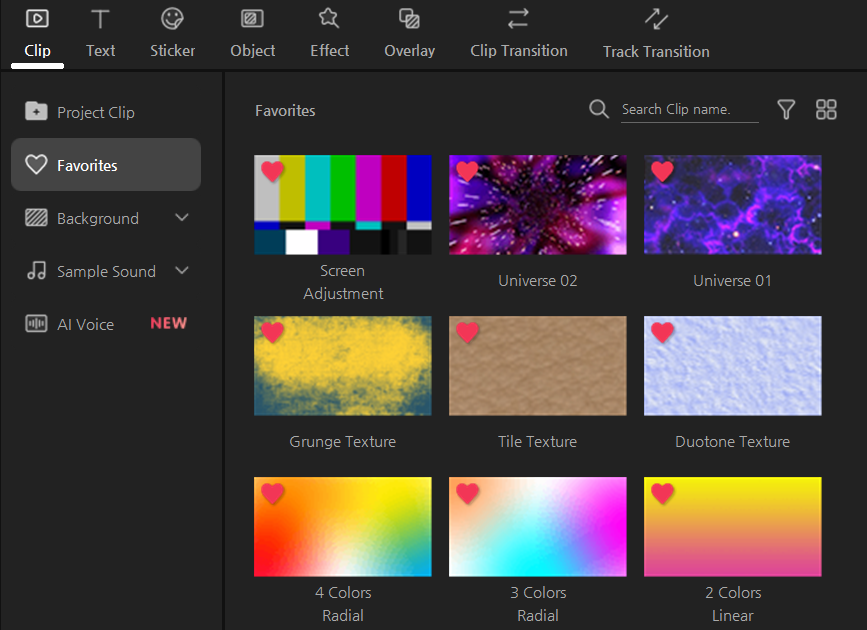 Clip Text Sticker Object Effect Overlay Clip Transition Track Transition
Project Clip
Favorites
Background
Sample Sound
AI Voice NEW
Favorites Search Clip name.
Screen
Adjustment
Universe 02
Universe 01
Grunge Texture
Tile Texture
Duotone Texture
4 Colors
Radial
3 Colors
Radial
2 Colors
Linear